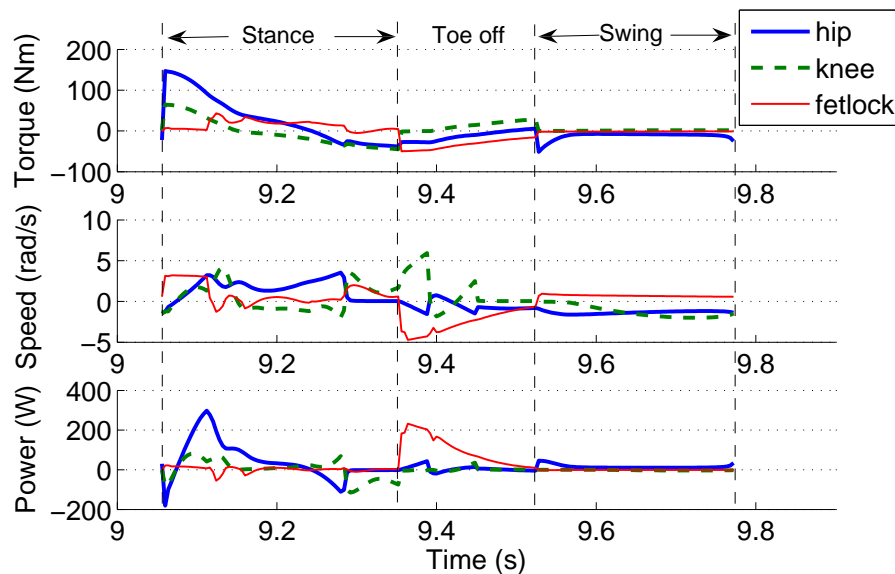 Stance Toe off Swing
hip
knee
fetlock
Torque (Nm)
200
100
0
−100
9 9.2 9.4 9.6 9.8
Speed (rad/s)
10
5
0
−5
9 9.2 9.4 9.6 9.8
Power (W)
400
200
0
−200
9 9.2 9.4 9.6 9.8
Time (s)